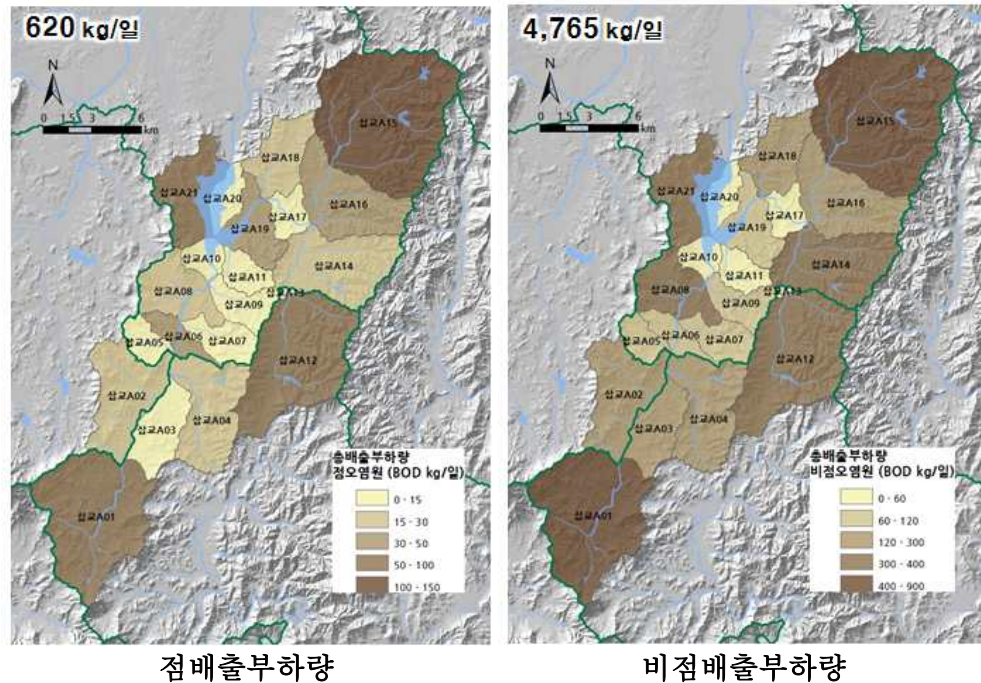 620 kg/일
N
0 1.5 3 6
km
삽교A15
삽교A18
삽교A21
삽교A20
삽교A16
삽교A17
삽교A19
삽교A10
삽교A14
삽교A11
삽교A08
삽교A13
삽교A09
삽교A06
삽교A05
삽교A07
삽교A12
삽교A02
삽교A04
삽교A03
삽교A01
총배출부하량
점오염원 (BOD kg/일)
0 - 15
15 - 30
30 - 50
50 - 100
100 - 150
점배출부하량
4,765 kg/일
N
0 1.5 3 6
km
삽교A15
삽교A18
삽교A21
삽교A20
삽교A16
삽교A17
삽교A19
삽교A10
삽교A14
삽교A11
삽교A08
삽교A13
삽교A09
삽교A06
삽교A05
삽교A07
삽교A12
삽교A02
삽교A04
삽교A03
삽교A01
총배출부하량
비점오염원 (BOD kg/일)
0 - 60
60 - 120
120 - 300
300 - 400
400 - 900
비점배출부하량